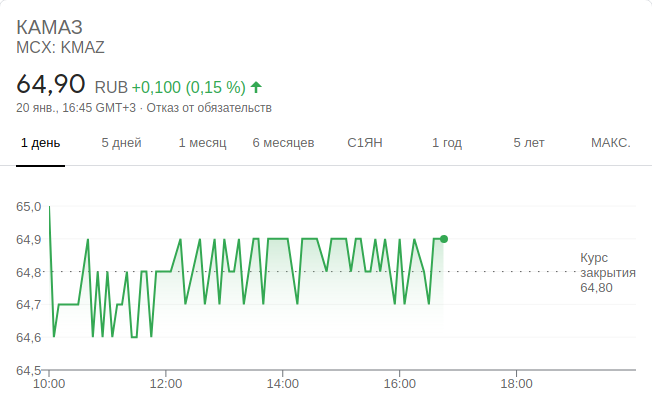 КАМАЗ
MCX: KMAZ
64,90 RUB +0,100 (0,15 %)
20 янв., 16:45 GMT+3 · Отказ от обязательств
1 день 5 дней 1 месяц 6 месяцев С1ЯН 1 год 5 лет МАКС.
65,0
64,9
64,8
64,7
64,6
64,5
Курс
закрытия
64,80
10:00 12:00 14:00 16:00 18:00